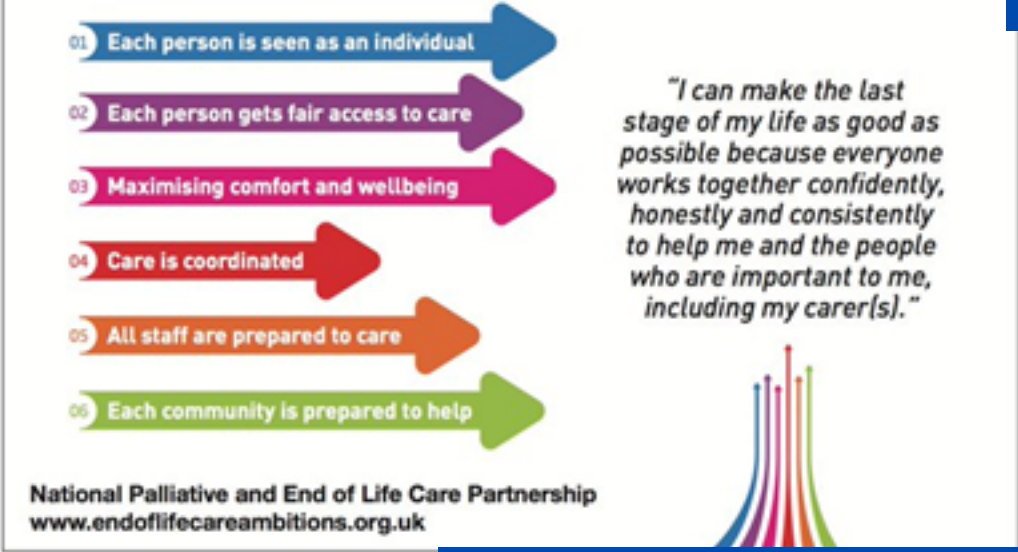 01 Each person is seen as an individual
02 Each person gets fair access to care
03 Maximising comfort and wellbeing
04 Care is coordinated
05 All staff are prepared to care
06 Each community is prepared to help
"I can make the last
stage of my life as good as
possible because everyone
works together confidently,
honestly and consistently
to help me and the people
who are important to me,
including my carer(s)."
National Palliative and End of Life Care Partnership
www.endoflifecareambitions.org.uk